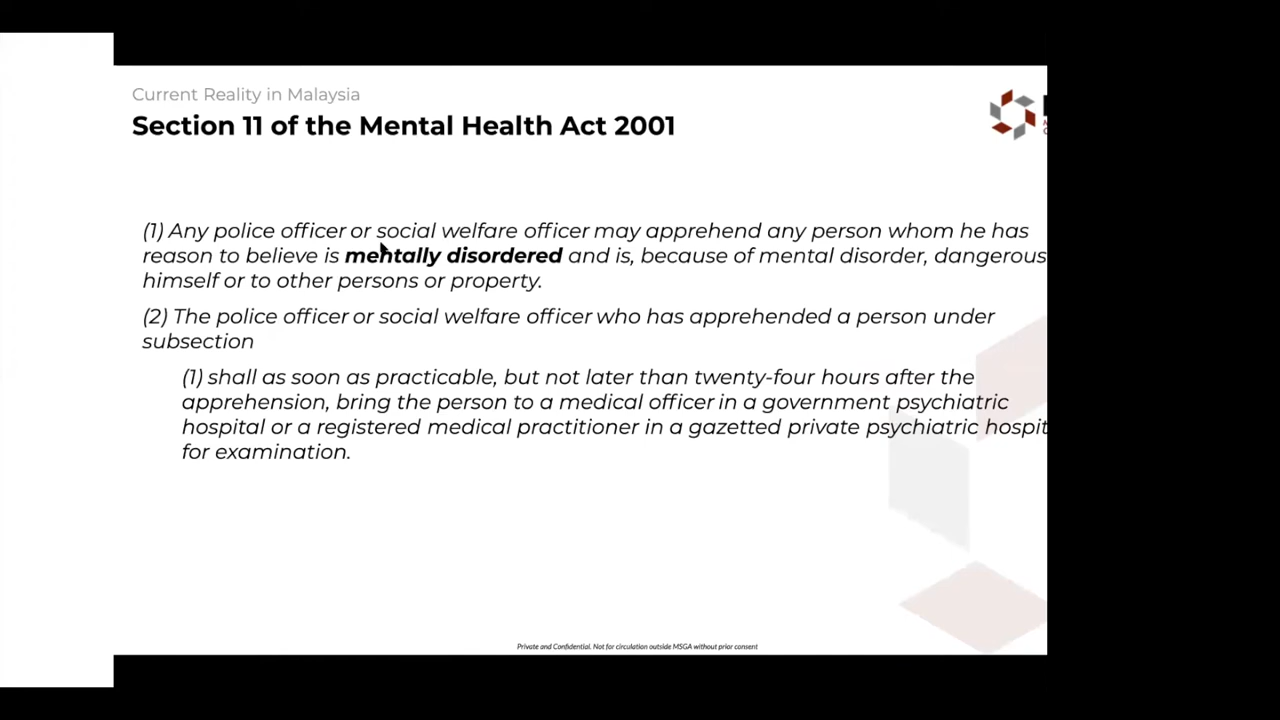 Current Reality in Malaysia
Section 11 of the Mental Health Act 2001
(1) Any police officer or social welfare officer may apprehend any person whom he has
reason to believe is mentally disordered and is, because of mental disorder, dangerous
himself or to other persons or property.
(2) The police officer or social welfare officer who has apprehended a person under
subsection
(1) shall as soon as practicable, but not later than twenty-four hours after the
apprehension, bring the person to a medical officer in a government psychiatric
hospital or a registered medical practitioner in a gazetted private psychiatric hospit
for examination.
Private and Confidential. Not for circulation outside MSGA without prior consent